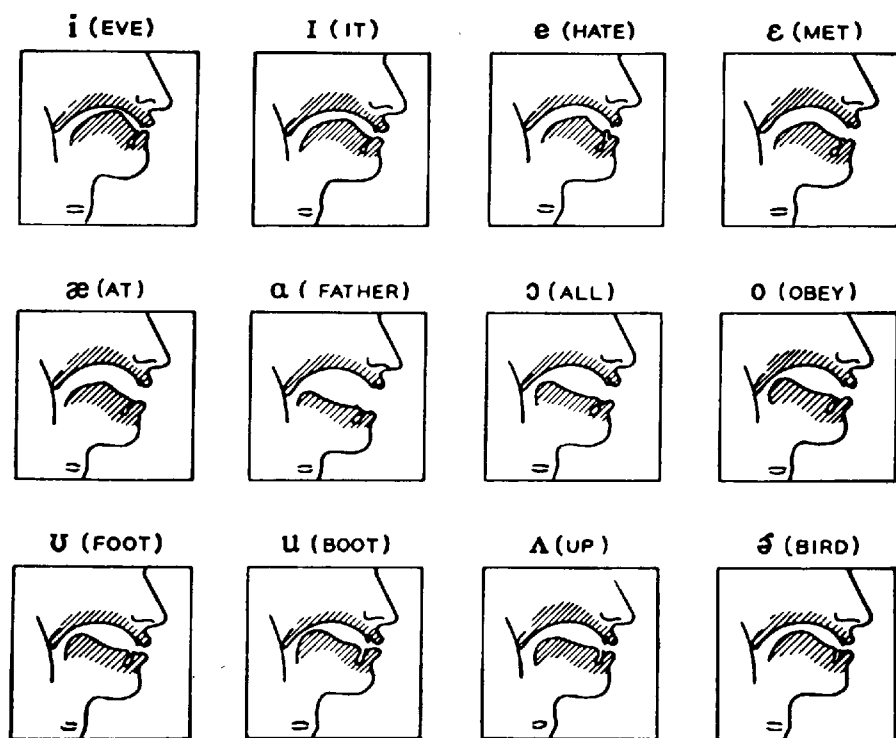 i (EVE) I (IT) e (HATE) ɛ (MET)
æ (AT) ɑ ( FATHER) ɔ (ALL) o (OBEY)
ʊ (FOOT) u (BOOT) ʌ (UP) ɝ (BIRD)